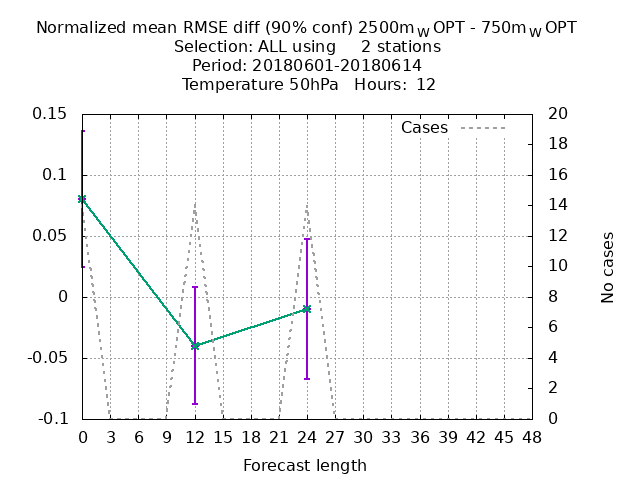 Normalized mean RMSE diff (90% conf) 2500m_W OPT - 750m_W OPT
Selection: ALL using 2 stations
Period: 20180601-20180614
Temperature 50hPa Hours: 12
Cases
0.15
0.1
0.05
0
-0.05
-0.1
20
18
16
14
12
10
8
6
4
2
0
No cases
0 3 6 9 12 15 18 21 24 27 30 33 36 39 42 45 48
Forecast length